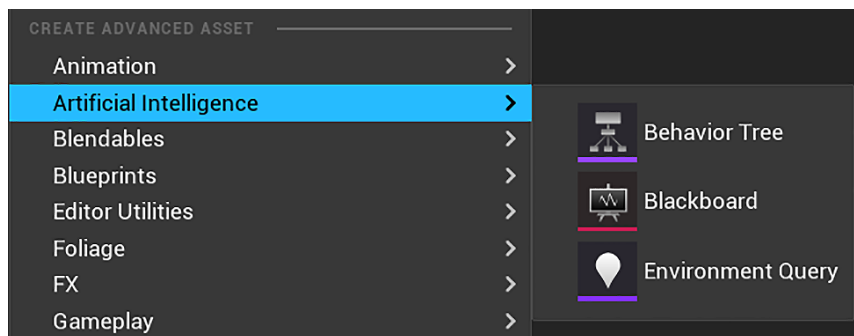 CREATE ADVANCED ASSET
Animation
Artificial Intelligence
Blendables
Blueprints
Editor Utilities
Foliage
FX
Gameplay
Behavior Tree
Blackboard
Environment Query